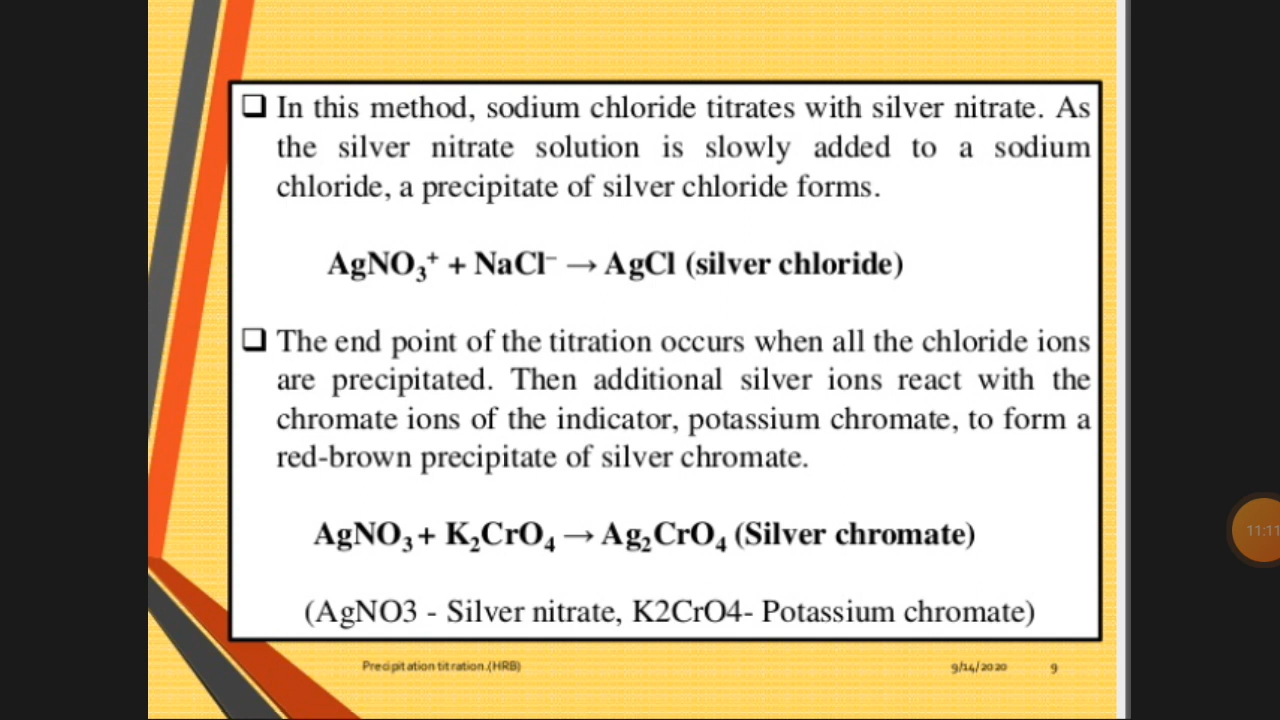 ❑ In this method, sodium chloride titrates with silver nitrate. As
the silver nitrate solution is slowly added to a sodium
chloride, a precipitate of silver chloride forms.
AgNO₃⁺ + NaCl⁻ → AgCl (silver chloride)
❑ The end point of the titration occurs when all the chloride ions
are precipitated. Then additional silver ions react with the
chromate ions of the indicator, potassium chromate, to form a
red-brown precipitate of silver chromate.
AgNO₃+ K₂CrO₄ → Ag₂CrO₄ (Silver chromate)
(AgNO3 - Silver nitrate, K2CrO4- Potassium chromate)
Precipitation titration.(HRB) 9/14/2020 9
11:11